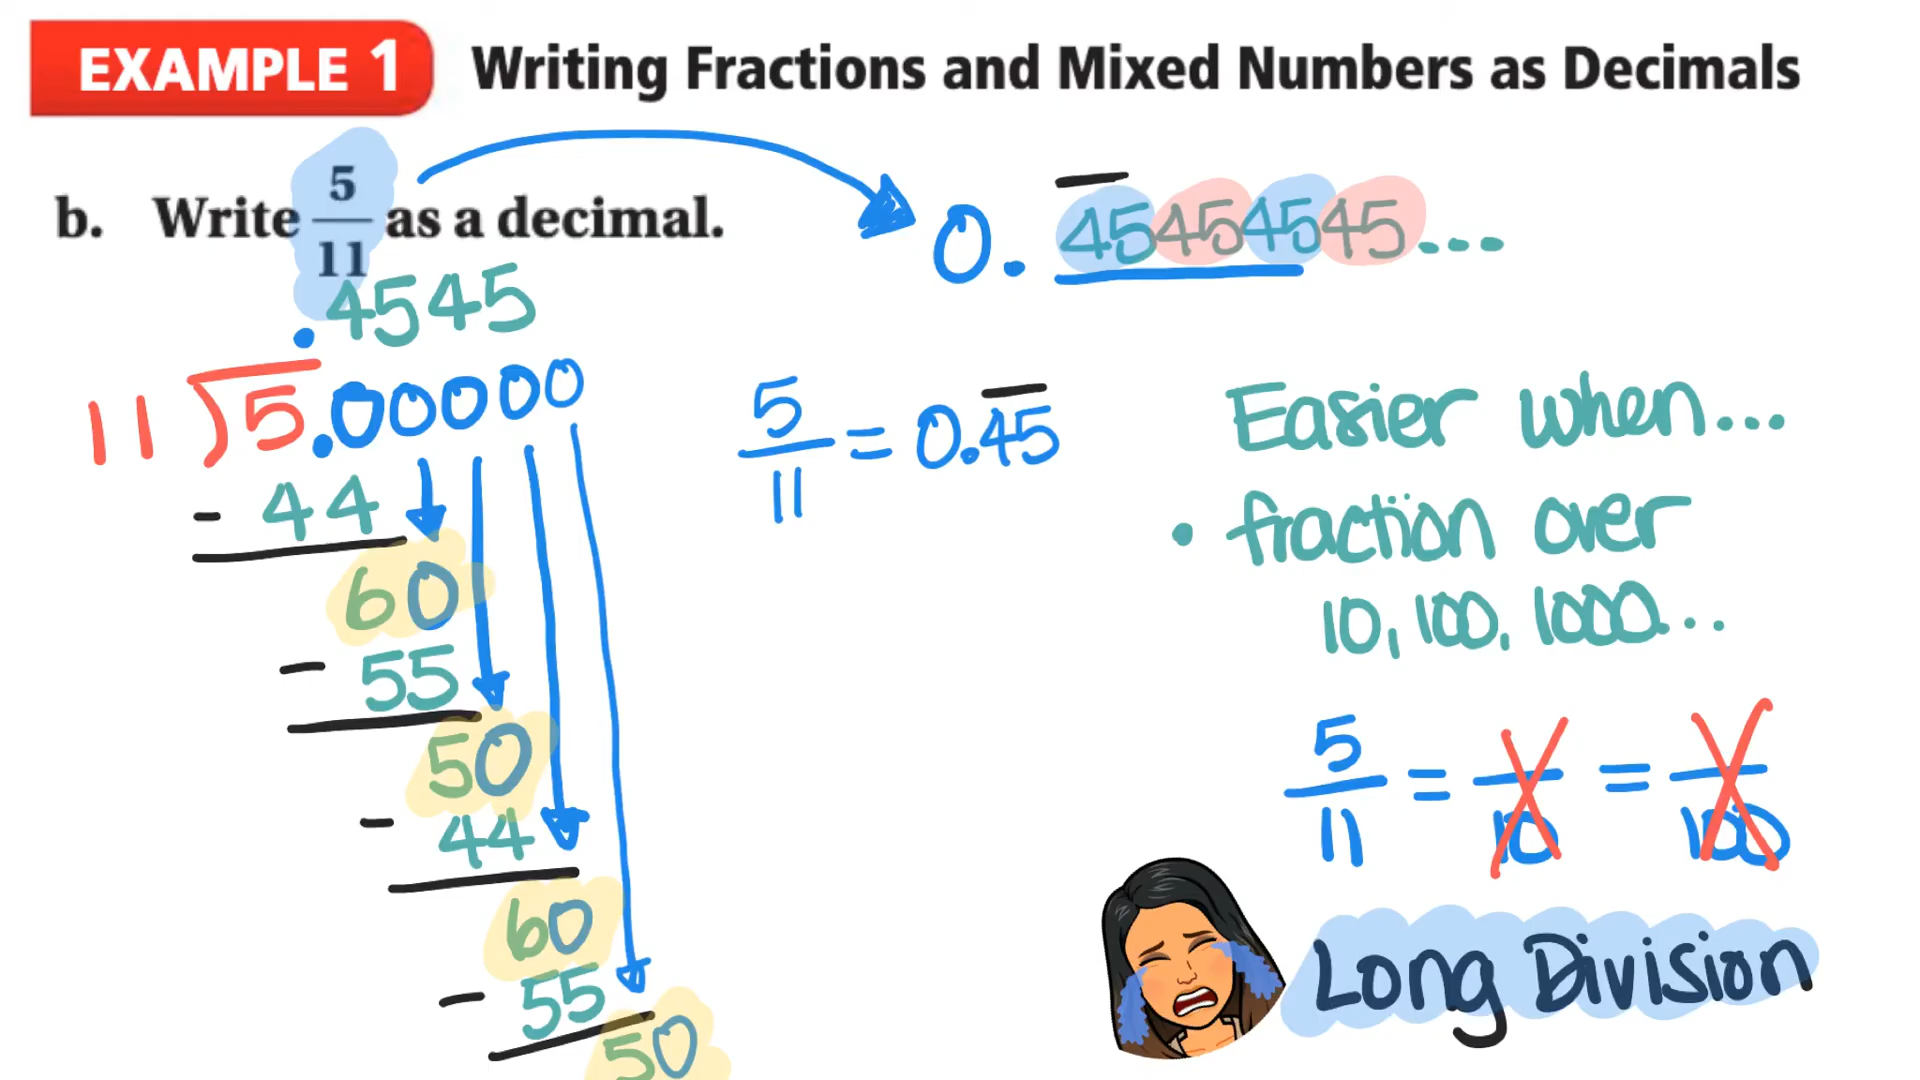 EXAMPLE 1 Writing Fractions and Mixed Numbers as Decimals
b. Write 5/11 as a decimal.
0.45454545...
.4545
11)5.00000
- 44
60
- 55
50
- 44
60
- 55
50
5/11 = 0.4̅5̅
Easier when...
• fraction over
10, 100, 1000...
5/11 = /10 = /100
Long Division